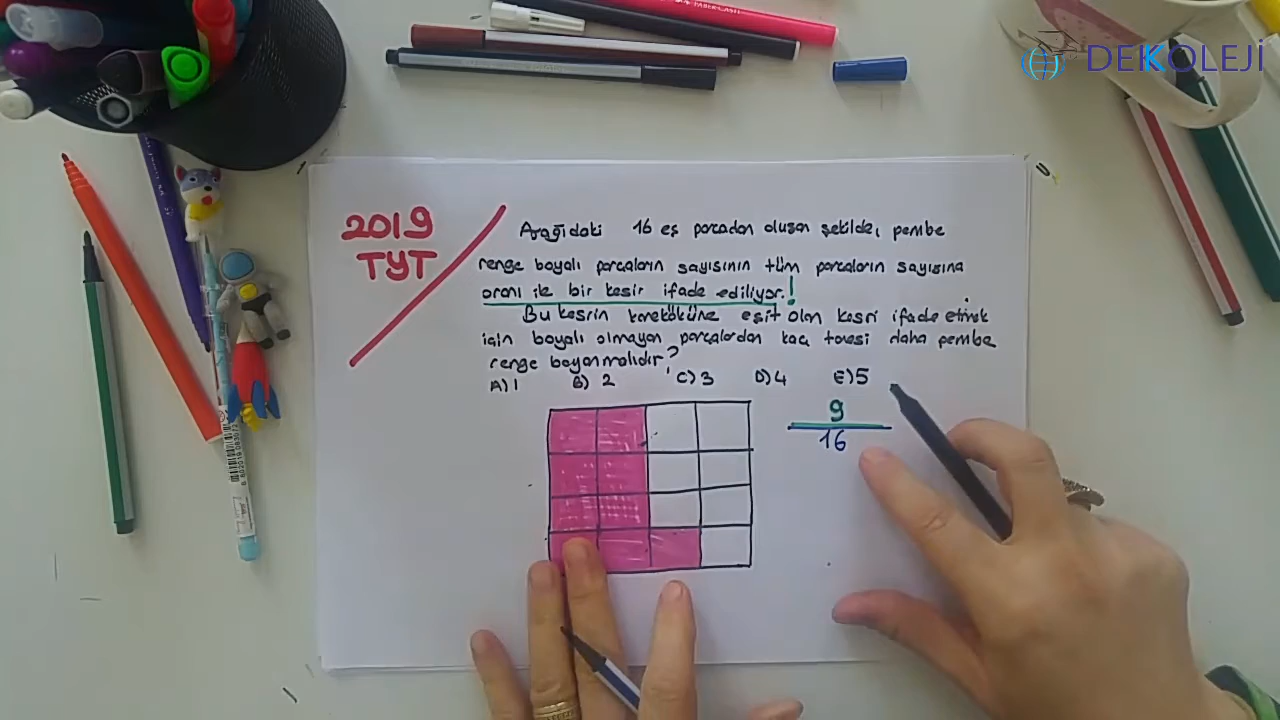 DEKOLEJİ
2019
TYT
Aşağıdaki 16 eş parçadan oluşan şekilde, pembe
renge boyalı parçaların sayısının tüm parçaların sayısına
oranı ile bir kesir ifade ediliyor.!
Bu kesrin kareköküne eşit olan kesri ifade etmek
için boyalı olmayan parçalardan kaç tanesi daha pembe
renge boyanmalıdır?
A) 1 B) 2 C) 3 D) 4 E) 5
9
16